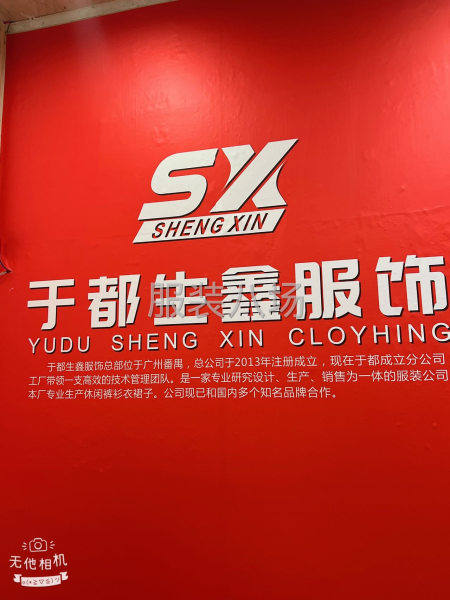 SX
SHENG XIN
于都生鑫服饰
服装八场
YUDU SHENG XIN CLOYHING
于都生鑫服饰总部位于广州番禺，总公司于2013年注册成立，现在于都成立分公司
工厂带领一支高效的技术管理团队。是一家专业研究设计、生产、销售为一体的服装公司
本厂专业生产休闲裤衫衣裙子。公司现已和国内多个知名品牌合作。
无他相机